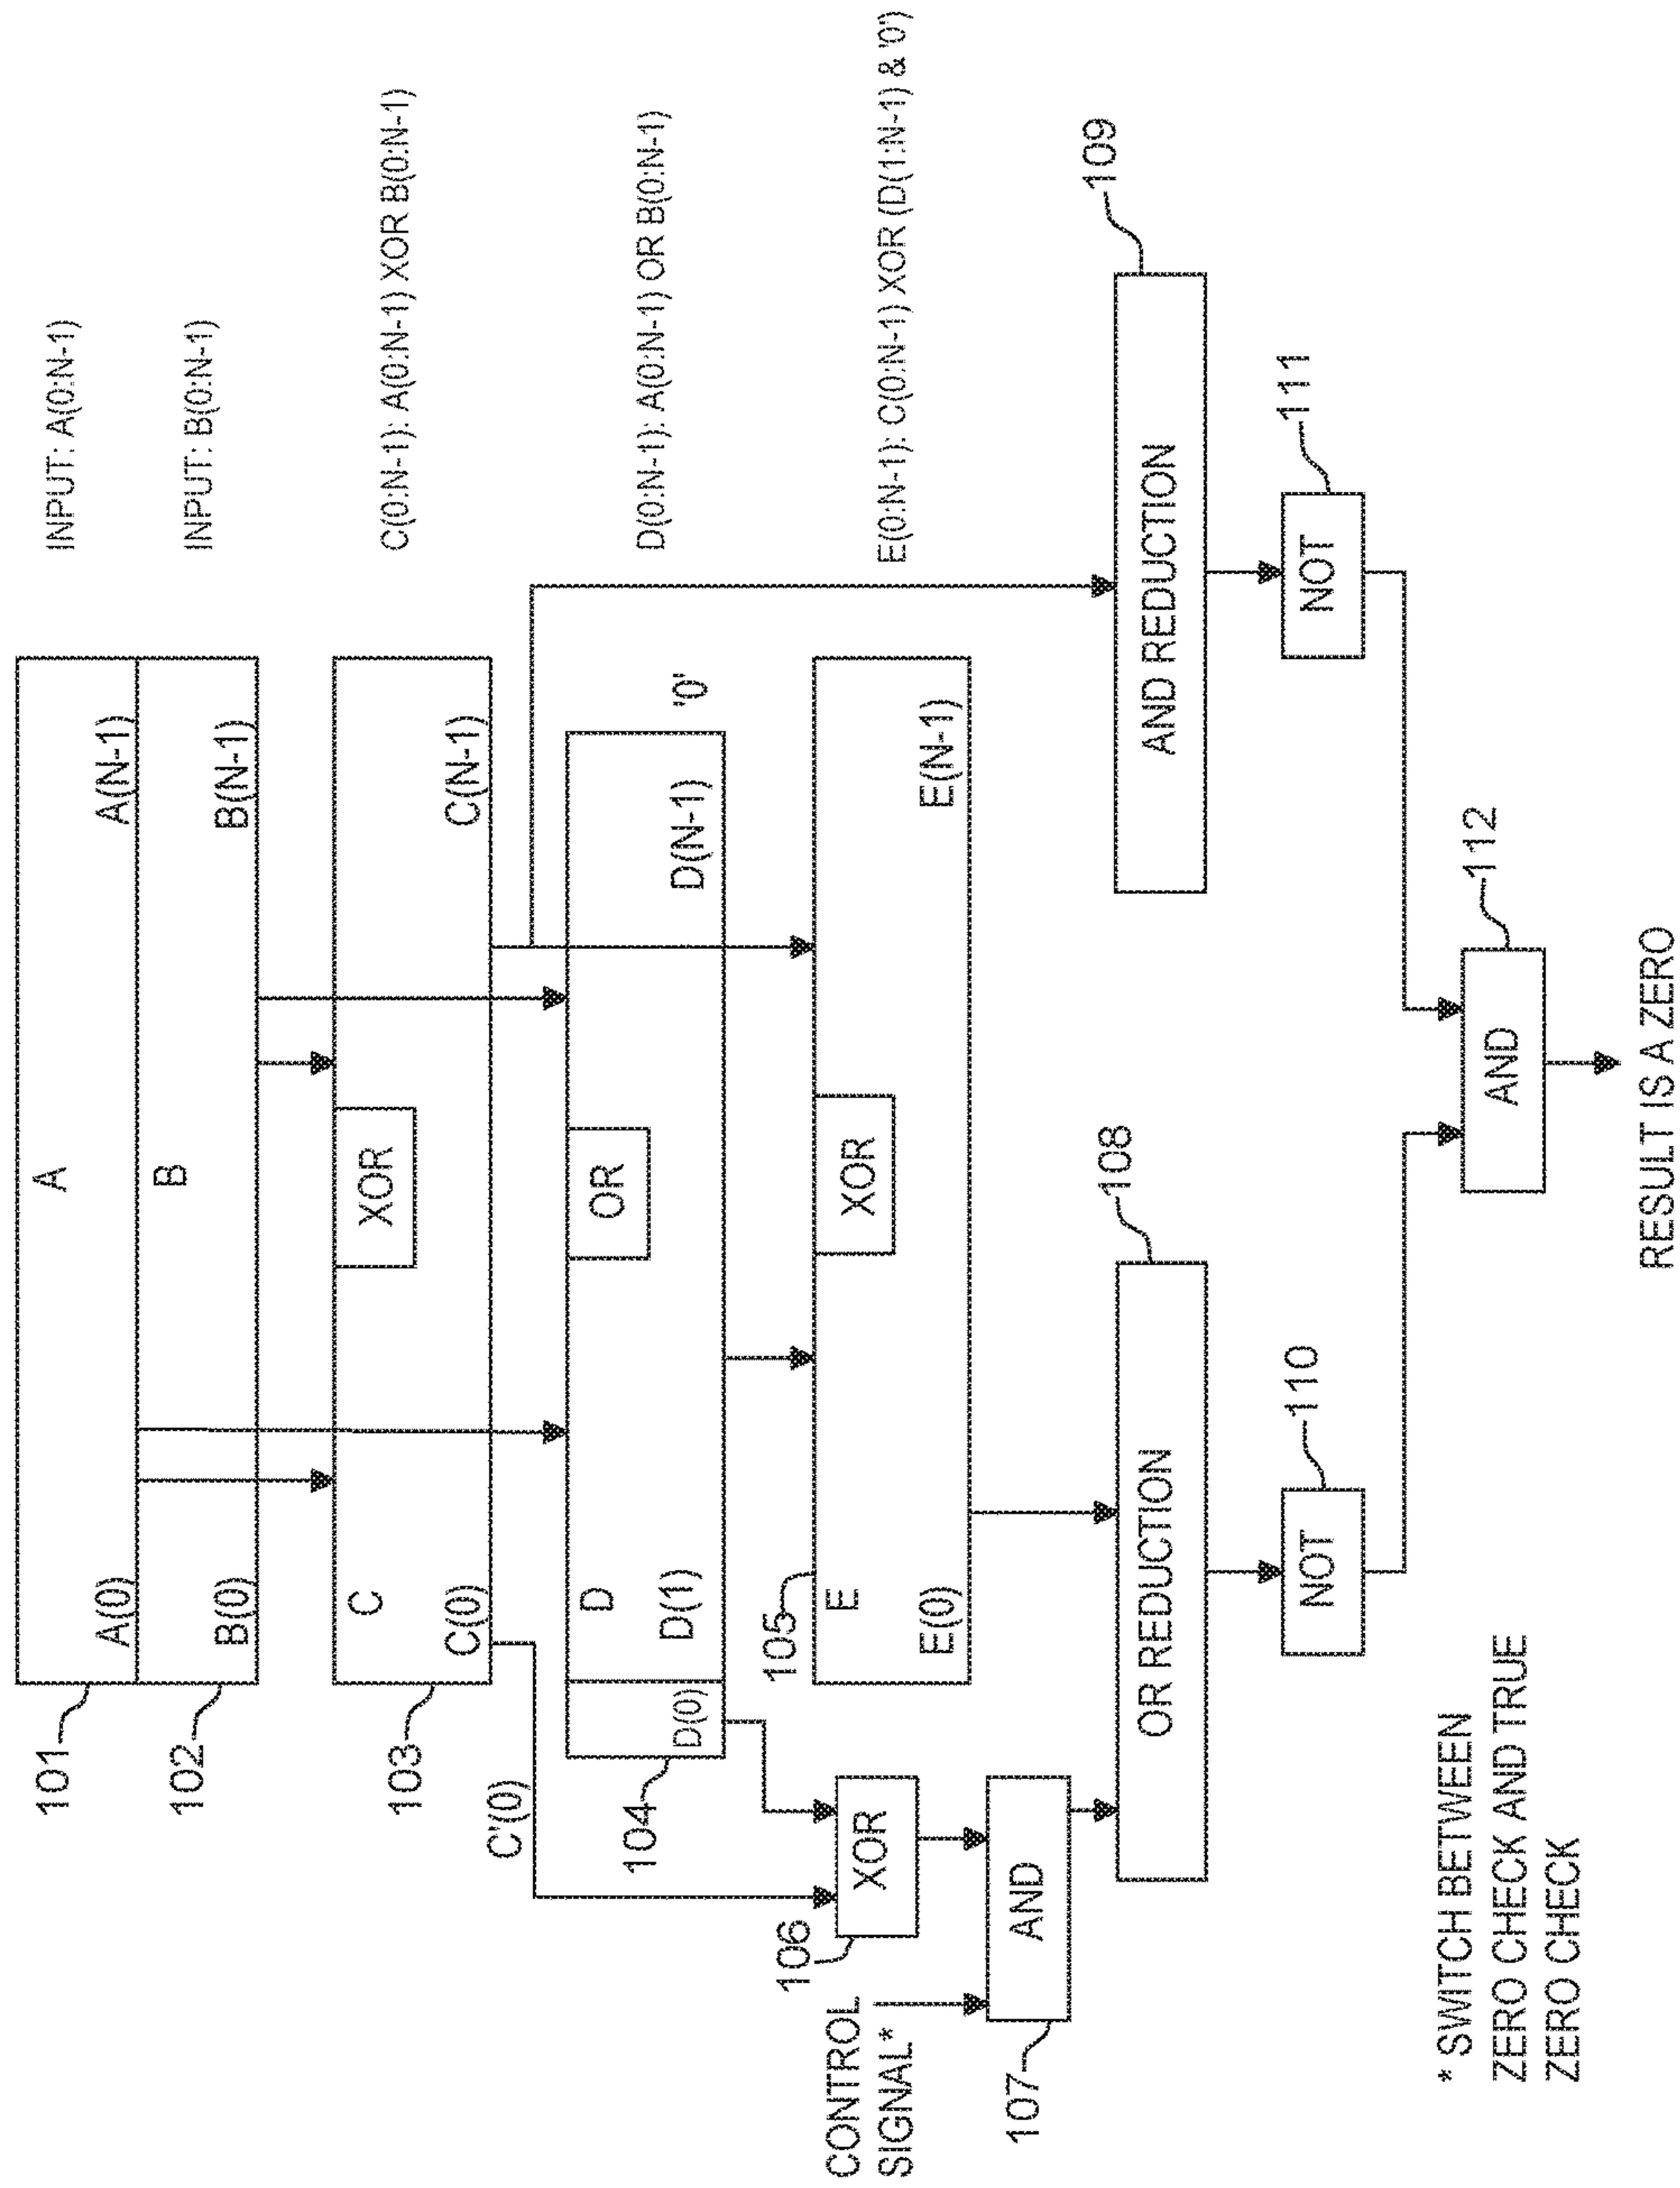 INPUT: A(0:N-1)
INPUT: B(0:N-1)
C(0:N-1): A(0:N-1) XOR B(0:N-1)
D(0:N-1): A(0:N-1) OR B(0:N-1)
E(0:N-1): C(0:N-1) XOR (D(1:N-1) & '0')
101
A
A(0)
A(N-1)
102
B
B(0)
B(N-1)
103
C
XOR
C(0)
C(N-1)
C'(0)
104
D
OR
D(0)
D(1)
D(N-1)
'0'
105
E
XOR
E(0)
E(N-1)
106
XOR
CONTROL
SIGNAL*
107
AND
108
OR REDUCTION
109
AND REDUCTION
110
NOT
111
NOT
112
AND
RESULT IS A ZERO
* SWITCH BETWEEN
ZERO CHECK AND TRUE
ZERO CHECK